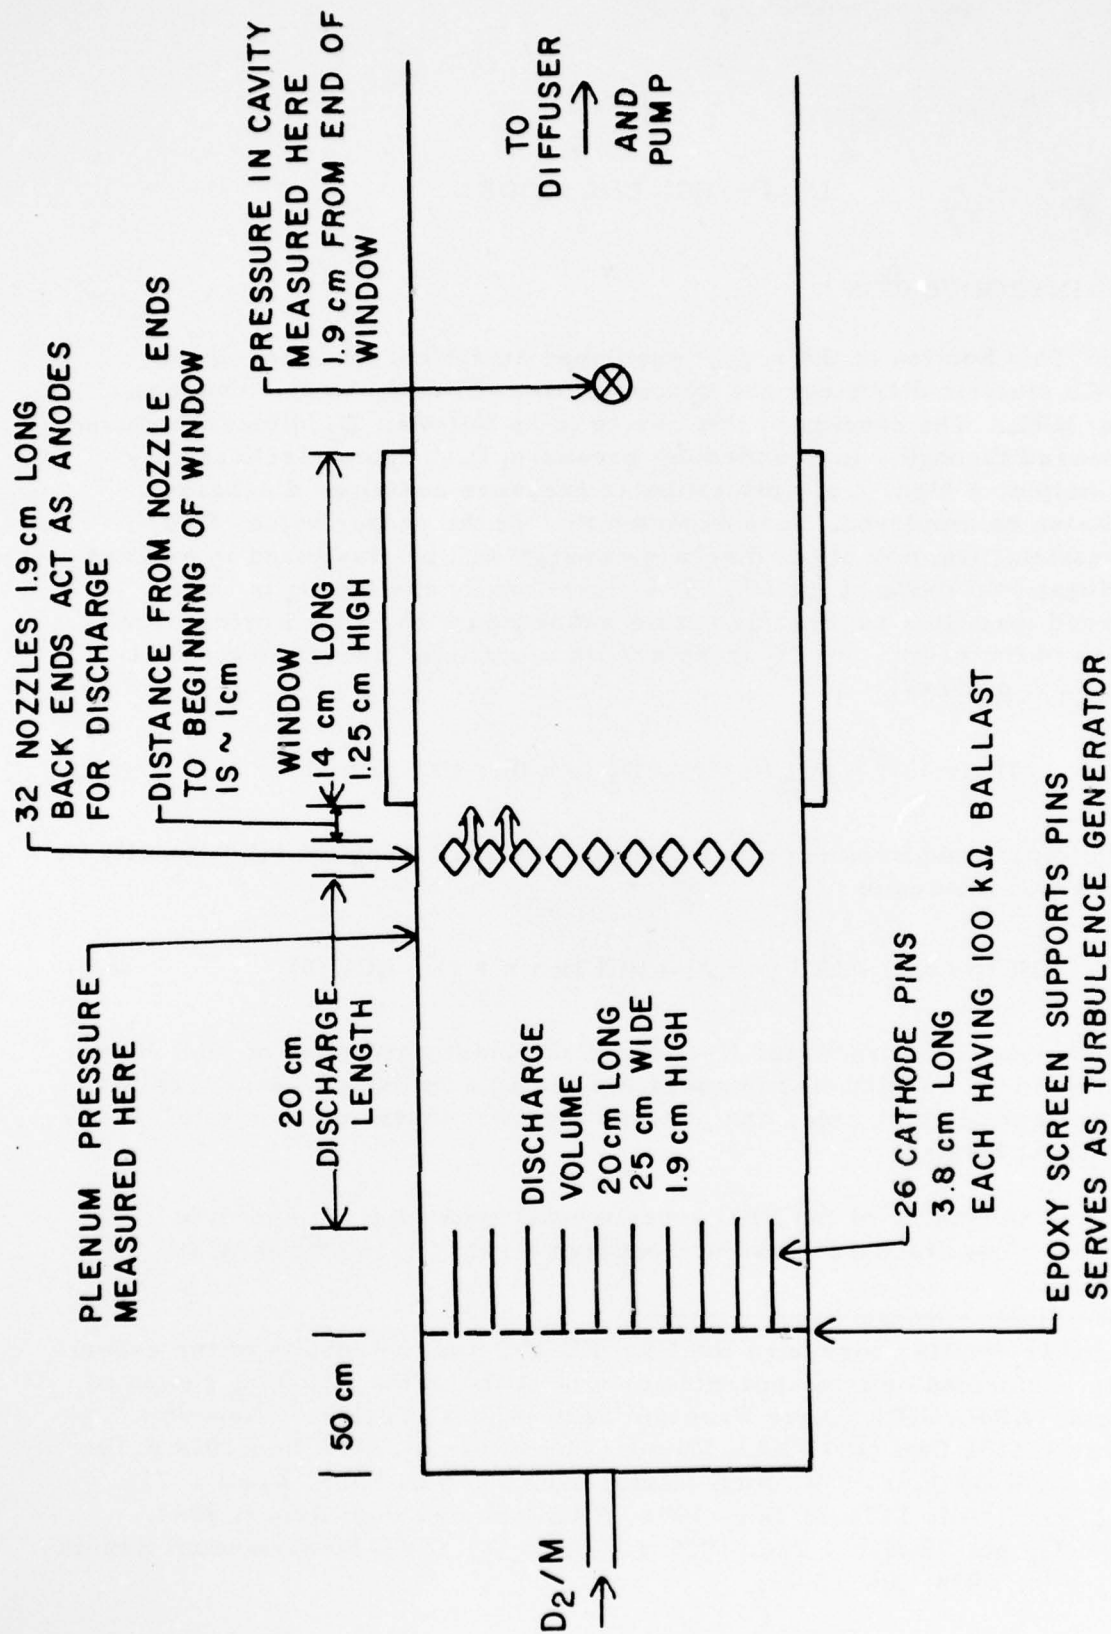 32 NOZZLES 1.9 cm LONG
BACK ENDS ACT AS ANODES
FOR DISCHARGE
DISTANCE FROM NOZZLE ENDS
TO BEGINNING OF WINDOW
IS ~ 1cm
PRESSURE IN CAVITY
MEASURED HERE
1.9 cm FROM END OF
WINDOW
PLENUM PRESSURE
MEASURED HERE
WINDOW
14 cm LONG
1.25 cm HIGH
20 cm
DISCHARGE
LENGTH
50 cm
TO
DIFFUSER
AND
PUMP
DISCHARGE
VOLUME
20 cm LONG
25 cm WIDE
1.9 cm HIGH
D2/M
26 CATHODE PINS
3.8 cm LONG
EACH HAVING 100 kΩ BALLAST
EPOXY SCREEN SUPPORTS PINS
SERVES AS TURBULENCE GENERATOR